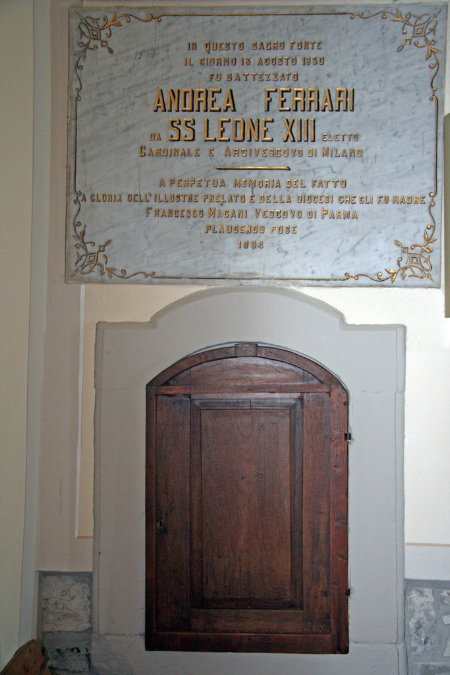 IN QUESTO SACRO FONTE
IL GIORNO 13 AGOSTO 1850
FU BATTEZZATO
ANDREA FERRARI
DA SS LEONE XIII ELETTO
CARDINALE E ARCIVESCOVO DI MILANO
A PERPETUA MEMORIA DEL FATTO
A GLORIA DELL'ILLUSTRE PRELATO E DELLA DIOCESI CHE GLI FU MADRE
FRANCESCO MAGANI VESCOVO DI PARMA
PLAUDENDO POSE
1894